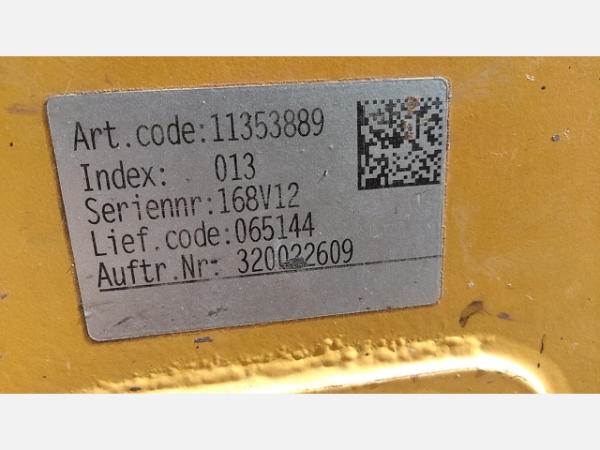 Art.code:11353889
Index: 013
Seriennr:168V12
Lief.code:065144
Auftr.Nr: 320022609